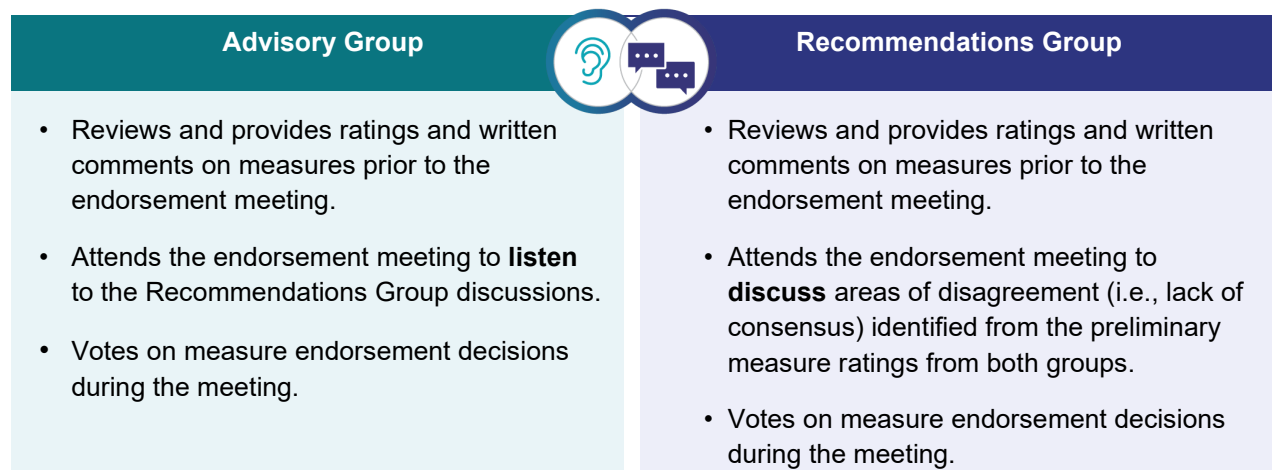 Advisory Group
• Reviews and provides ratings and written
comments on measures prior to the
endorsement meeting.
• Attends the endorsement meeting to listen
to the Recommendations Group discussions.
• Votes on measure endorsement decisions
during the meeting.
Recommendations Group
• Reviews and provides ratings and written
comments on measures prior to the
endorsement meeting.
• Attends the endorsement meeting to
discuss areas of disagreement (i.e., lack of
consensus) identified from the preliminary
measure ratings from both groups.
• Votes on measure endorsement decisions
during the meeting.